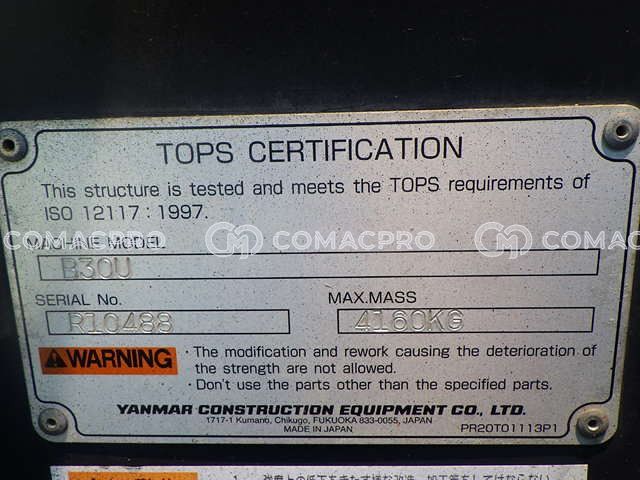 TOPS CERTIFICATION
This structure is tested and meets the TOPS requirements of
ISO 12117 : 1997.
MACHINE MODEL
COMACPRO COMACPRO COMAC
B30U
SERIAL No. MAX.MASS
R10488 4160KG
WARNING
・The modification and rework causing the deterioration of
the strength are not allowed.
・Don't use the parts other than the specified parts.
YANMAR CONSTRUCTION EQUIPMENT CO., LTD.
1717-1 Kumano, Chikugo, FUKUOKA 833-0055, JAPAN
MADE IN JAPAN PR20T01113P1